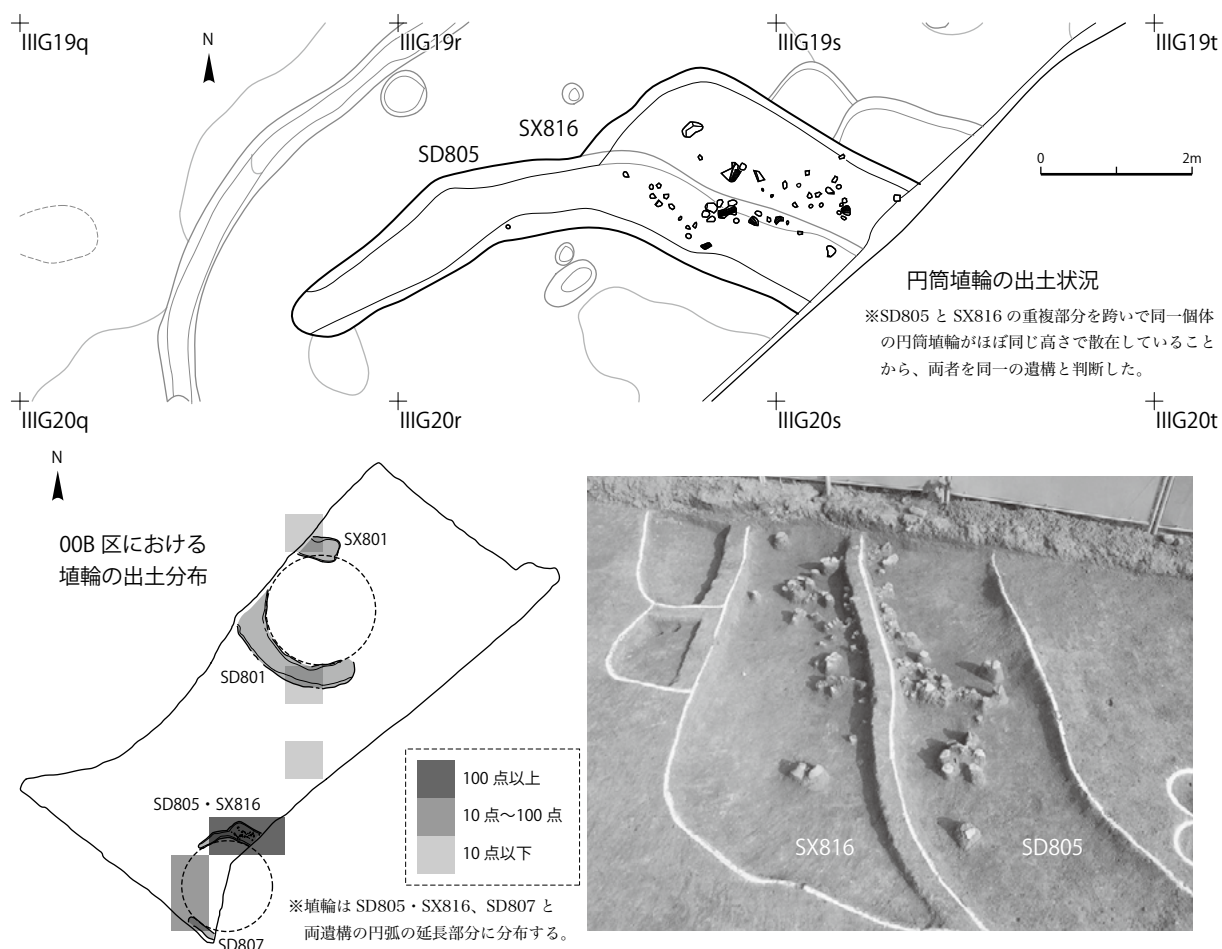 IIIG19q
IIIG19r
IIIG19s
IIIG19t
N
SX816
SD805
0
2m
円筒埴輪の出土状況
※SD805 と SX816 の重複部分を跨いで同一個体
の円筒埴輪がほぼ同じ高さで散在していること
から、両者を同一の遺構と判断した。
IIIG20q
IIIG20r
IIIG20s
IIIG20t
N
00B 区における
埴輪の出土分布
SX801
SD801
SD805・SX816
100 点以上
10 点～100 点
10 点以下
※埴輪は SD805・SX816、SD807 と
両遺構の円弧の延長部分に分布する。
SD807
SX816
SD805